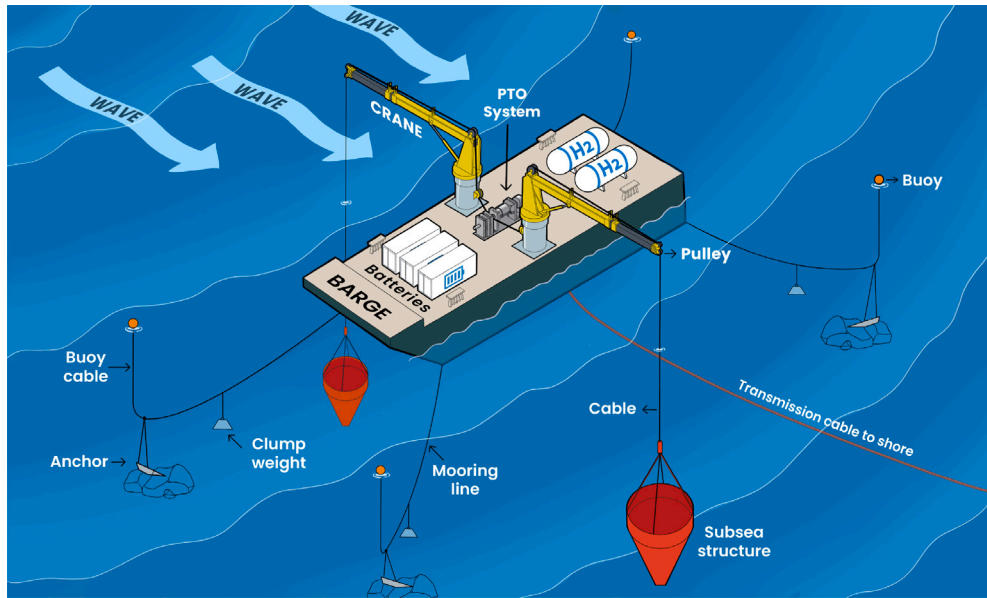 WAVE
WAVE
WAVE
CRANE
PTO
System
H2
H2
Buoy
Pulley
Batteries
BARGE
Buoy
cable
Transmission cable to shore
Cable
Clump
weight
Anchor
Mooring
line
Subsea
structure